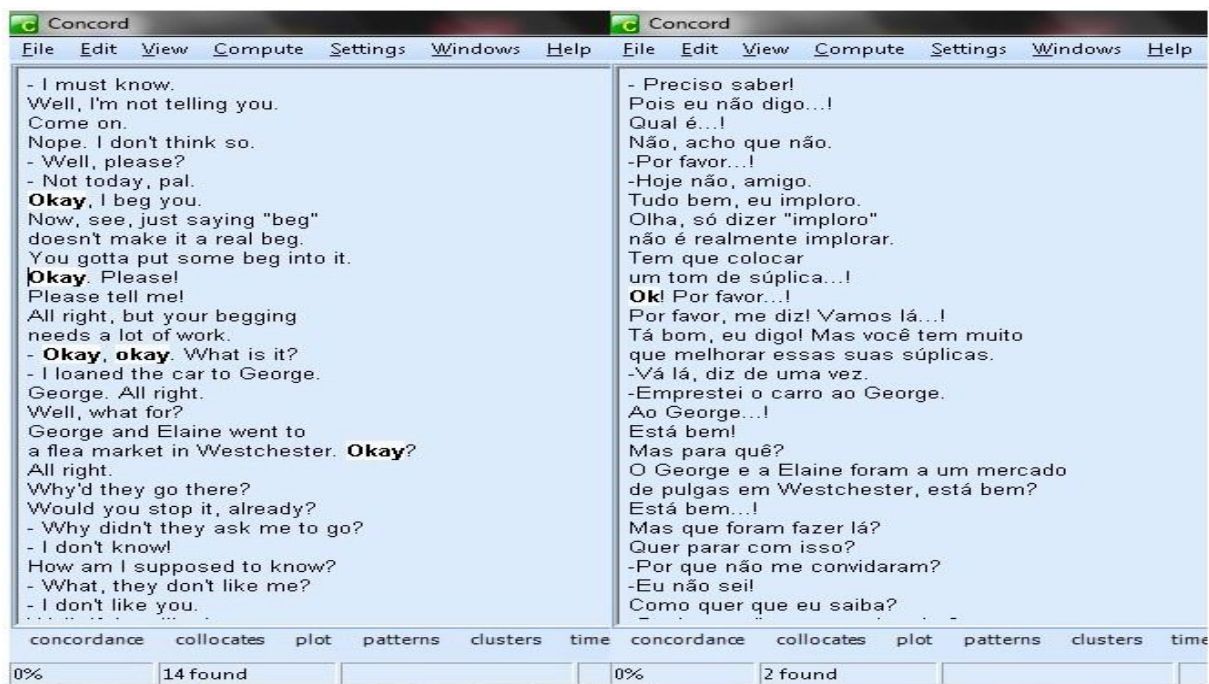 Concord
File Edit View Compute Settings Windows Help
- I must know.
Well, I'm not telling you.
Come on.
Nope. I don't think so.
- Well, please?
- Not today, pal.
Okay, I beg you.
Now, see, just saying "beg"
doesn't make it a real beg.
You gotta put some beg into it.
Okay. Please!
Please tell me!
All right, but your begging
needs a lot of work.
- Okay, okay. What is it?
- I loaned the car to George.
George. All right.
Well, what for?
George and Elaine went to
a flea market in Westchester. Okay?
All right.
Why'd they go there?
Would you stop it, already?
- Why didn't they ask me to go?
- I don't know!
How am I supposed to know?
- What, they don't like me?
- I don't like you.
concordance collocates plot patterns clusters time
0% 14 found
Concord
File Edit View Compute Settings Windows Help
- Preciso saber!
Pois eu não digo...!
Qual é...!
Não, acho que não.
-Por favor...!
-Hoje não, amigo.
Tudo bem, eu imploro.
Olha, só dizer "imploro"
não é realmente implorar.
Tem que colocar
um tom de súplica...!
Ok! Por favor...!
Por favor, me diz! Vamos lá...!
Tá bom, eu digo! Mas você tem muito
que melhorar essas suas súplicas.
-Vá lá, diz de uma vez.
-Emprestei o carro ao George.
Ao George...!
Está bem!
Mas para quê?
O George e a Elaine foram a um mercado
de pulgas em Westchester, está bem?
Está bem...!
Mas que foram fazer lá?
Quer parar com isso?
-Por que não me convidaram?
-Eu não sei!
Como quer que eu saiba?
concordance collocates plot patterns clusters time
0% 2 found